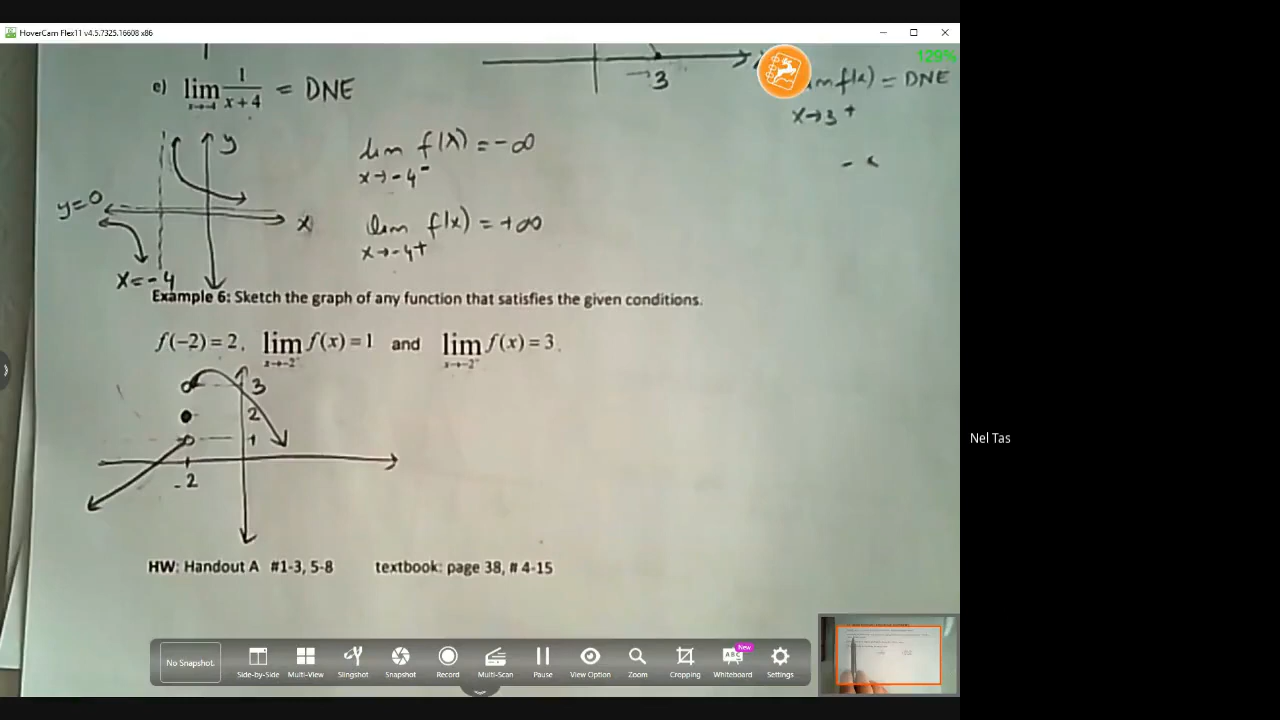 HoverCam Flex11 v4.5.7325.16608 x86
129%
3
f(x) = DNE
x→3+
e) lim x→-4 1/(x+4) = DNE
y
lim f(x) = -∞
x→-4-
y=0
x
lim f(x) = +∞
x→-4+
x=-4
Example 6: Sketch the graph of any function that satisfies the given conditions.
f(-2) = 2, lim f(x) = 1 and lim f(x) = 3.
3
2
1
-2
HW: Handout A #1-3, 5-8 textbook: page 38, # 4-15
Nel Tas
No Snapshot.
Side-by-Side Multi-View Slingshot Snapshot Record Multi-Scan Pause View Option Zoom Cropping Whiteboard Settings
ABC
New